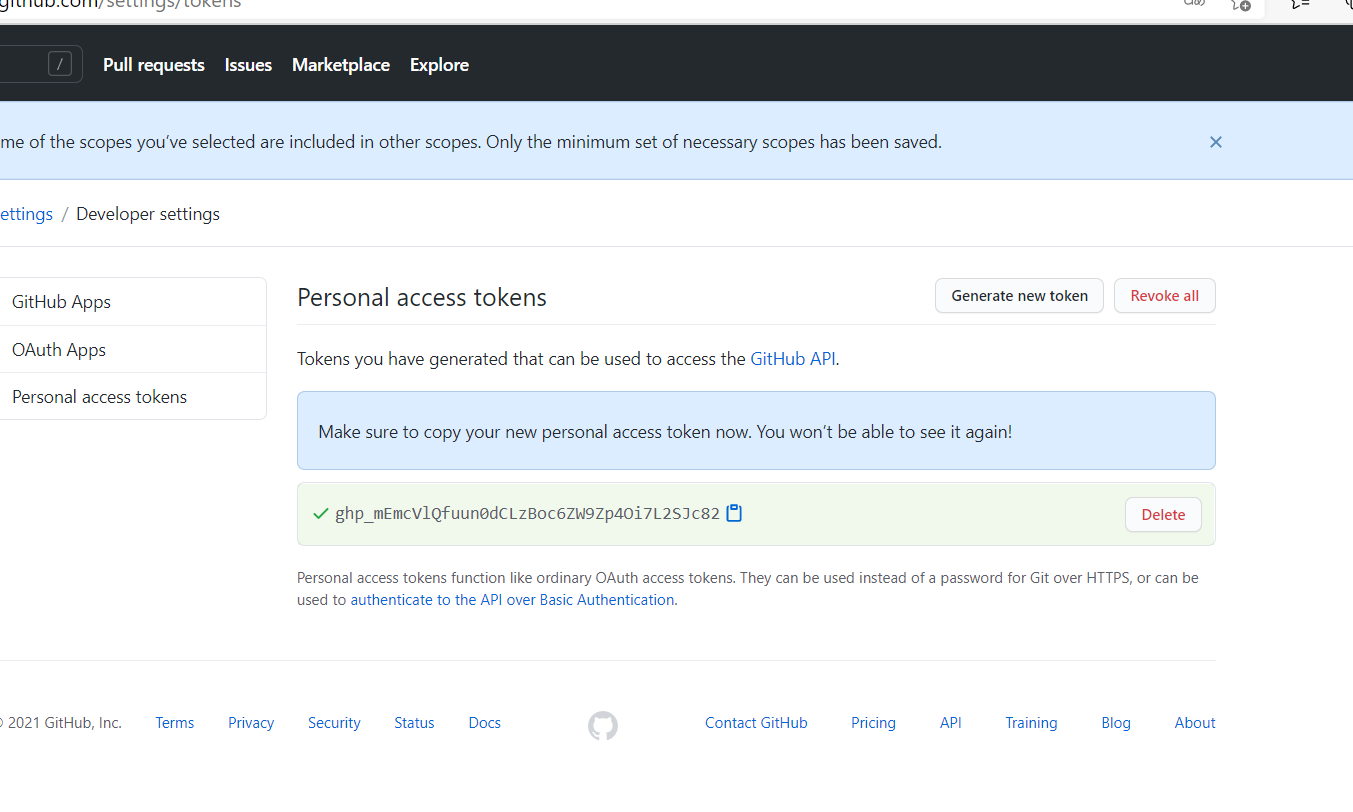 github.com/settings/tokens
/ Pull requests Issues Marketplace Explore
me of the scopes you've selected are included in other scopes. Only the minimum set of necessary scopes has been saved. ×
ettings / Developer settings
GitHub Apps
OAuth Apps
Personal access tokens
Personal access tokens
Generate new token
Revoke all
Tokens you have generated that can be used to access the GitHub API.
Make sure to copy your new personal access token now. You won't be able to see it again!
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
Delete
Personal access tokens function like ordinary OAuth access tokens. They can be used instead of a password for Git over HTTPS, or can be
used to authenticate to the API over Basic Authentication.
© 2021 GitHub, Inc. Terms Privacy Security Status Docs Contact GitHub Pricing API Training Blog About